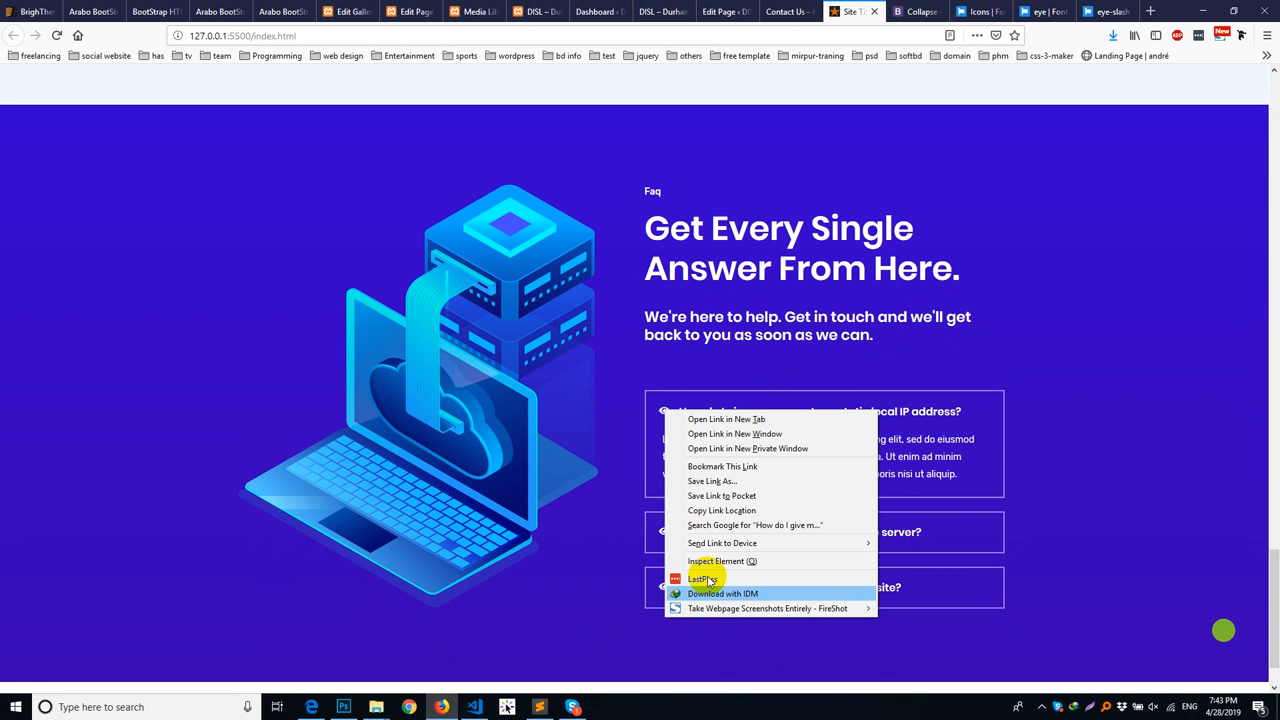 BrighTher
Arabo BootStr
BootStrap HT
Arabo BootStr
Arabo BootStr
Edit Galler
Edit Page
Media Lib
DISL – Dur
Dashboard ‹ D
DISL – Durham
Edit Page ‹ D
Contact Us – P
Site Ti
Collapse
Icons | Fo
eye | Font
eye-slash
127.0.0.1:5500/index.html
New
freelancing
social website
has
tv
team
Programming
web design
Entertainment
sports
wordpress
bd info
test
jquery
others
free template
mirpur-traning
psd
softbd
domain
phm
css-3-maker
Landing Page | andré
Faq
Get Every Single
Answer From Here.
We're here to help. Get in touch and we'll get
back to you as soon as we can.
local IP address?
ng elit, sed do eiusmod
a. Ut enim ad minim
oris nisi ut aliquip.
server?
site?
Open Link in New Tab
Open Link in New Window
Open Link in New Private Window
Bookmark This Link
Save Link As...
Save Link to Pocket
Copy Link Location
Search Google for "How do I give m..."
Send Link to Device
Inspect Element (Q)
LastPass
Download with IDM
Take Webpage Screenshots Entirely - FireShot
Type here to search
ENG
7:43 PM
4/28/2019